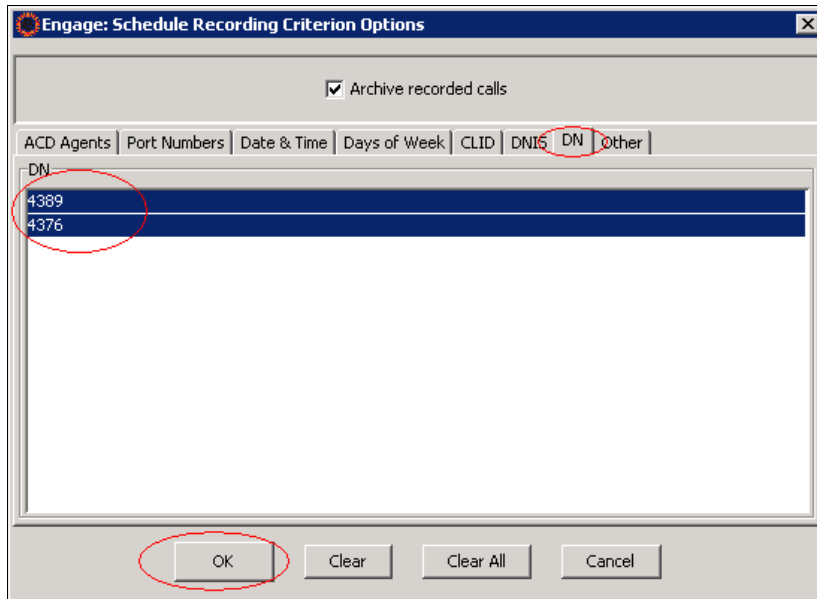 Engage: Schedule Recording Criterion Options
Archive recorded calls
ACD Agents Port Numbers Date & Time Days of Week CLID DNIS DN Other
DN
4389
4376
OK Clear Clear All Cancel